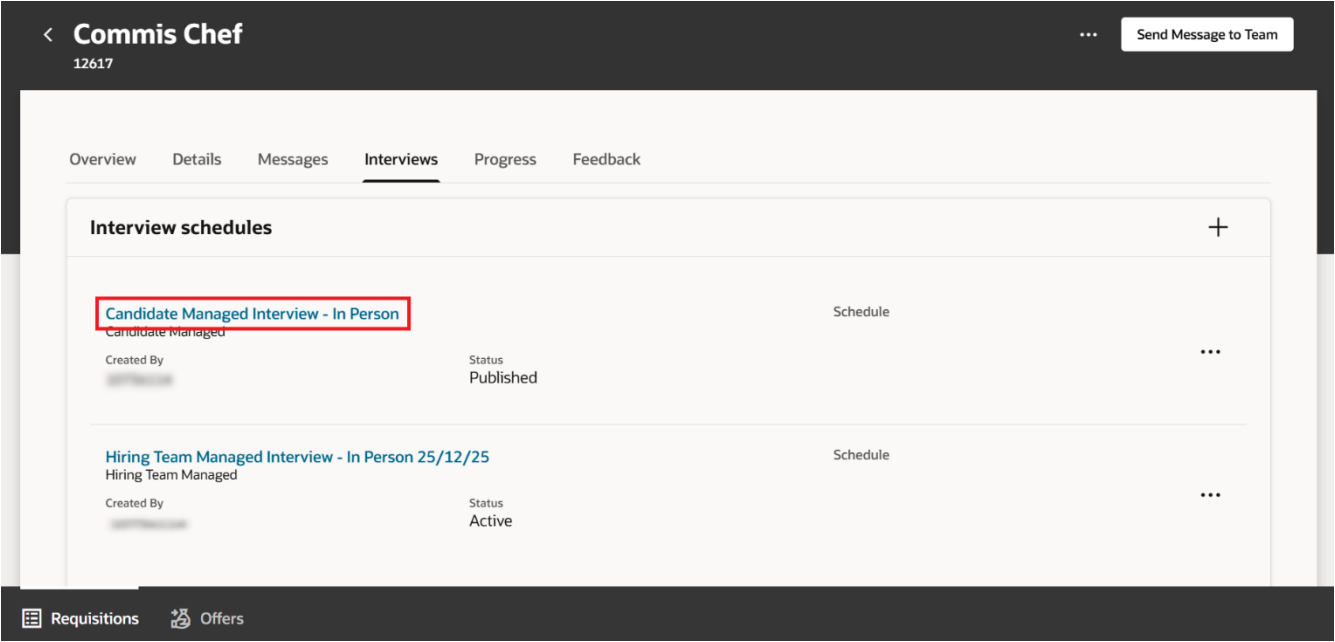 Commis Chef
12617
Send Message to Team
Overview Details Messages Interviews Progress Feedback
Interview schedules
Candidate Managed Interview - In Person
Schedule
Candidate Managed
Created By
Status
Published
Hiring Team Managed Interview - In Person 25/12/25
Schedule
Hiring Team Managed
Created By
Status
Active
Requisitions Offers